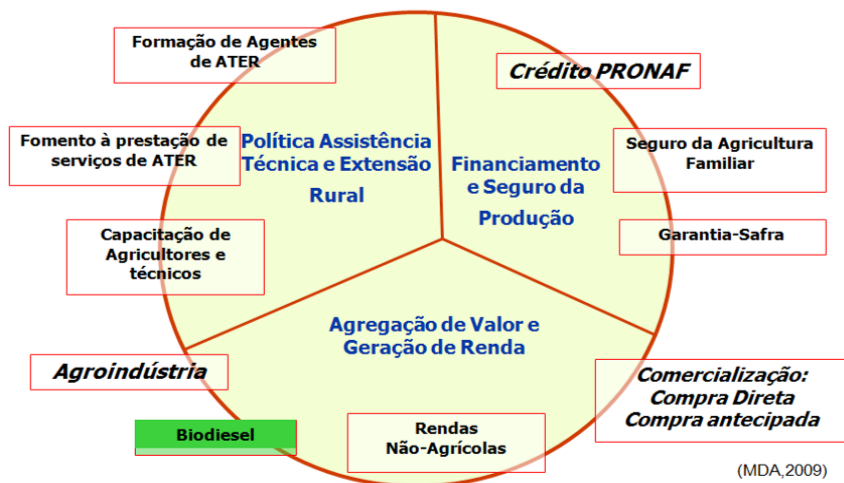 Formação de Agentes
de ATER
Crédito PRONAF
Fomento à prestação de
serviços de ATER
Política Assistência
Técnica e Extensão
Rural
Financiamento
e Seguro da
Produção
Seguro da Agricultura
Familiar
Capacitação de
Agricultores e
técnicos
Garantia-Safra
Agregação de Valor e
Geração de Renda
Agroindústria
Comercialização:
Compra Direta
Compra antecipada
Biodiesel
Rendas
Não-Agrícolas
(MDA,2009)